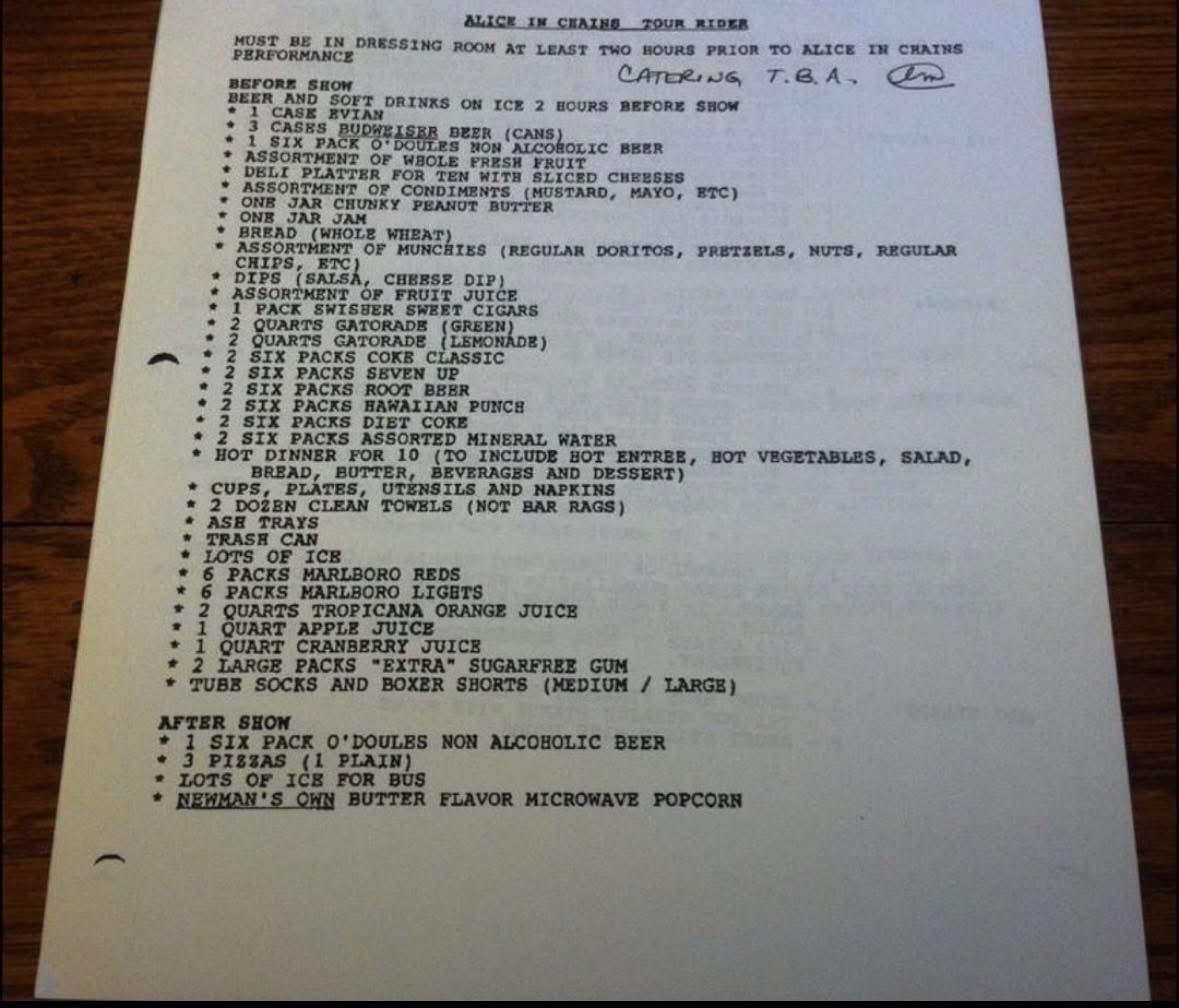 ALICE IN CHAINS TOUR RIDER
MUST BE IN DRESSING ROOM AT LEAST TWO HOURS PRIOR TO ALICE IN CHAINS
PERFORMANCE
CATERING T.B.A.
BEFORE SHOW
BEER AND SOFT DRINKS ON ICE 2 HOURS BEFORE SHOW
* 1 CASE EVIAN
* 3 CASES BUDWEISER BEER (CANS)
* 1 SIX PACK O'DOULES NON ALCOHOLIC BEER
* ASSORTMENT OF WHOLE FRESH FRUIT
* DELI PLATTER FOR TEN WITH SLICED CHEESES
* ASSORTMENT OF CONDIMENTS (MUSTARD, MAYO, ETC)
* ONE JAR CHUNKY PEANUT BUTTER
* ONE JAR JAM
* BREAD (WHOLE WHEAT)
* ASSORTMENT OF MUNCHIES (REGULAR DORITOS, PRETZELS, NUTS, REGULAR
CHIPS, ETC)
* DIPS (SALSA, CHEESE DIP)
* ASSORTMENT OF FRUIT JUICE
* 1 PACK SWISHER SWEET CIGARS
* 2 QUARTS GATORADE (GREEN)
* 2 QUARTS GATORADE (LEMONADE)
* 2 SIX PACKS COKE CLASSIC
* 2 SIX PACKS SEVEN UP
* 2 SIX PACKS ROOT BEER
* 2 SIX PACKS HAWAIIAN PUNCH
* 2 SIX PACKS DIET COKE
* 2 SIX PACKS ASSORTED MINERAL WATER
* HOT DINNER FOR 10 (TO INCLUDE HOT ENTREE, HOT VEGETABLES, SALAD,
BREAD, BUTTER, BEVERAGES AND DESSERT)
* CUPS, PLATES, UTENSILS AND NAPKINS
* 2 DOZEN CLEAN TOWELS (NOT BAR RAGS)
* ASH TRAYS
* TRASH CAN
* LOTS OF ICE
* 6 PACKS MARLBORO REDS
* 6 PACKS MARLBORO LIGHTS
* 2 QUARTS TROPICANA ORANGE JUICE
* 1 QUART APPLE JUICE
* 1 QUART CRANBERRY JUICE
* 2 LARGE PACKS "EXTRA" SUGARFREE GUM
* TUBE SOCKS AND BOXER SHORTS (MEDIUM / LARGE)
AFTER SHOW
* 1 SIX PACK O'DOULES NON ALCOHOLIC BEER
* 3 PIZZAS (1 PLAIN)
* LOTS OF ICE FOR BUS
* NEWMAN'S OWN BUTTER FLAVOR MICROWAVE POPCORN